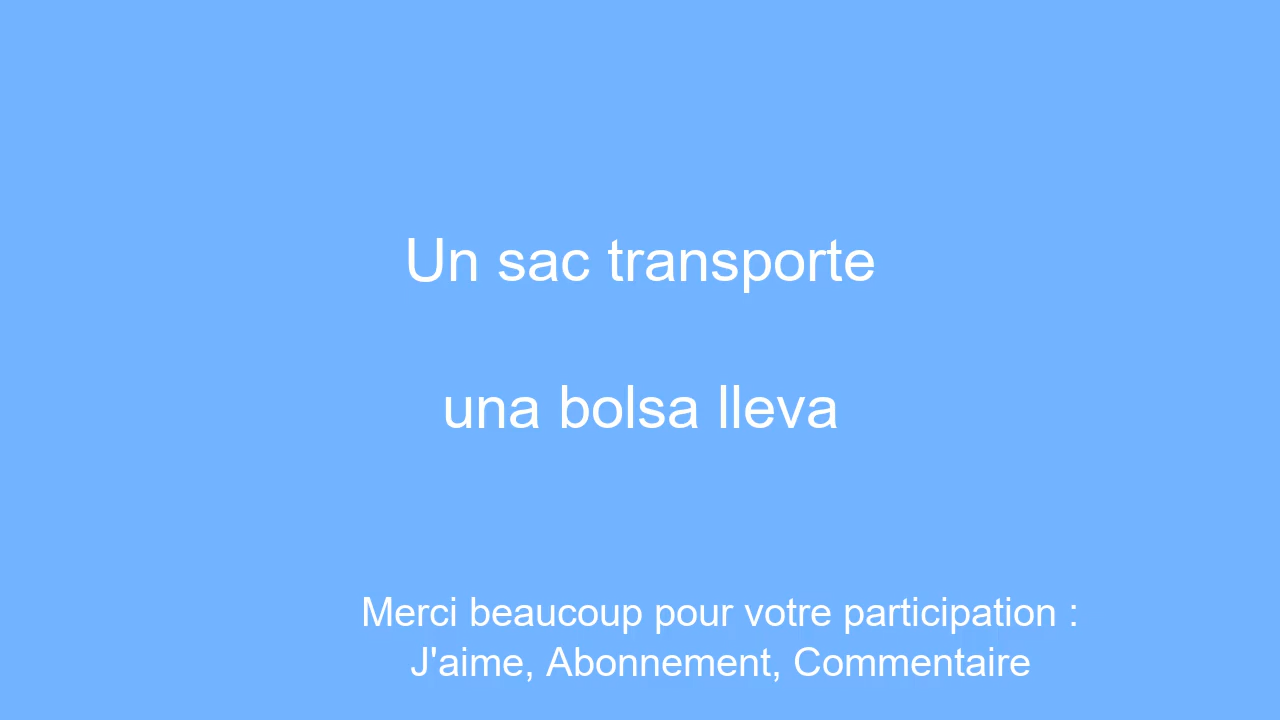 Un sac transporte
una bolsa lleva
Merci beaucoup pour votre participation :
J'aime, Abonnement, Commentaire